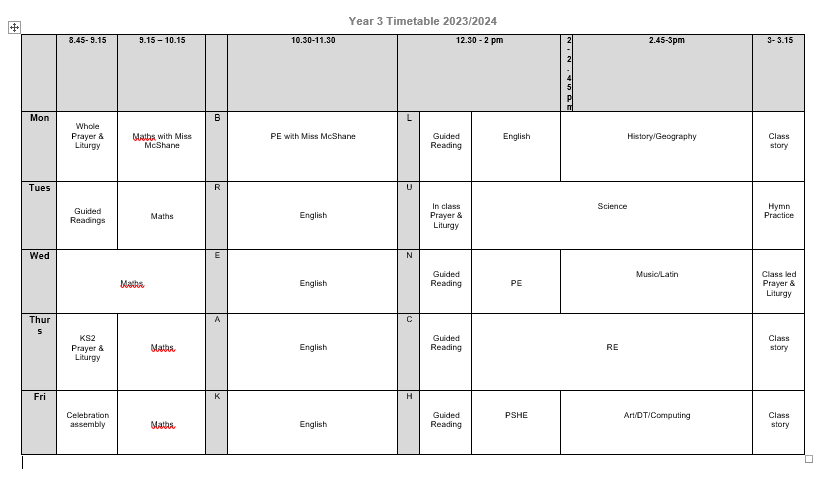 Year 3 Timetable 2023/2024
8.45- 9.15
9.15 – 10.15
10.30-11.30
12.30 - 2 pm
2
-
2
.
4
5
p
m
2.45-3pm
3- 3.15
Mon
Whole
Prayer &
Liturgy
Maths with Miss
McShane
B
PE with Miss McShane
L
Guided
Reading
English
History/Geography
Class
story
Tues
Guided
Readings
Maths
R
English
U
In class
Prayer &
Liturgy
Science
Hymn
Practice
Wed
Maths
E
English
N
Guided
Reading
PE
Music/Latin
Class led
Prayer &
Liturgy
Thur
s
KS2
Prayer &
Liturgy
Maths
A
English
C
Guided
Reading
RE
Class
story
Fri
Celebration
assembly
Maths
K
English
H
Guided
Reading
PSHE
Art/DT/Computing
Class
story